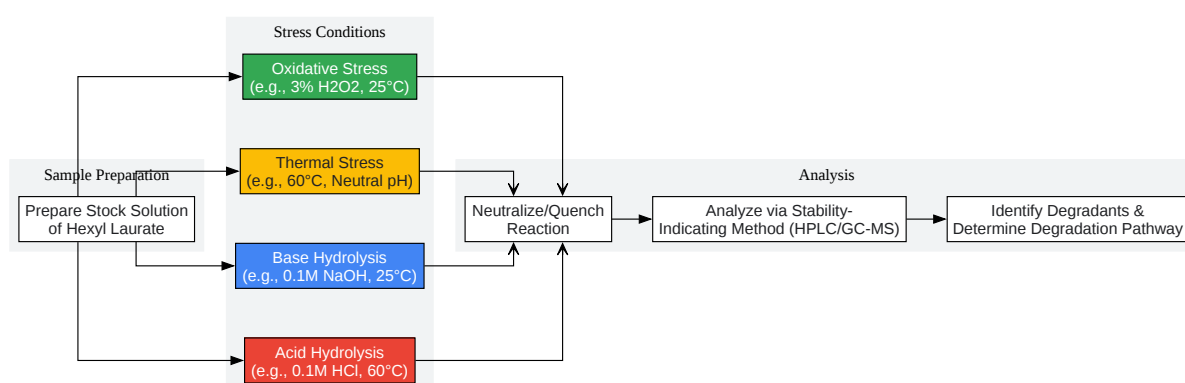 Stress Conditions
Oxidative Stress
(e.g., 3% H2O2, 25°C)
Thermal Stress
(e.g., 60°C, Neutral pH)
Base Hydrolysis
(e.g., 0.1M NaOH, 25°C)
Acid Hydrolysis
(e.g., 0.1M HCl, 60°C)
Sample Preparation
Prepare Stock Solution
of Hexyl Laurate
Analysis
Neutralize/Quench
Reaction
Analyze via Stability-
Indicating Method (HPLC/GC-MS)
Identify Degradants &
Determine Degradation Pathway